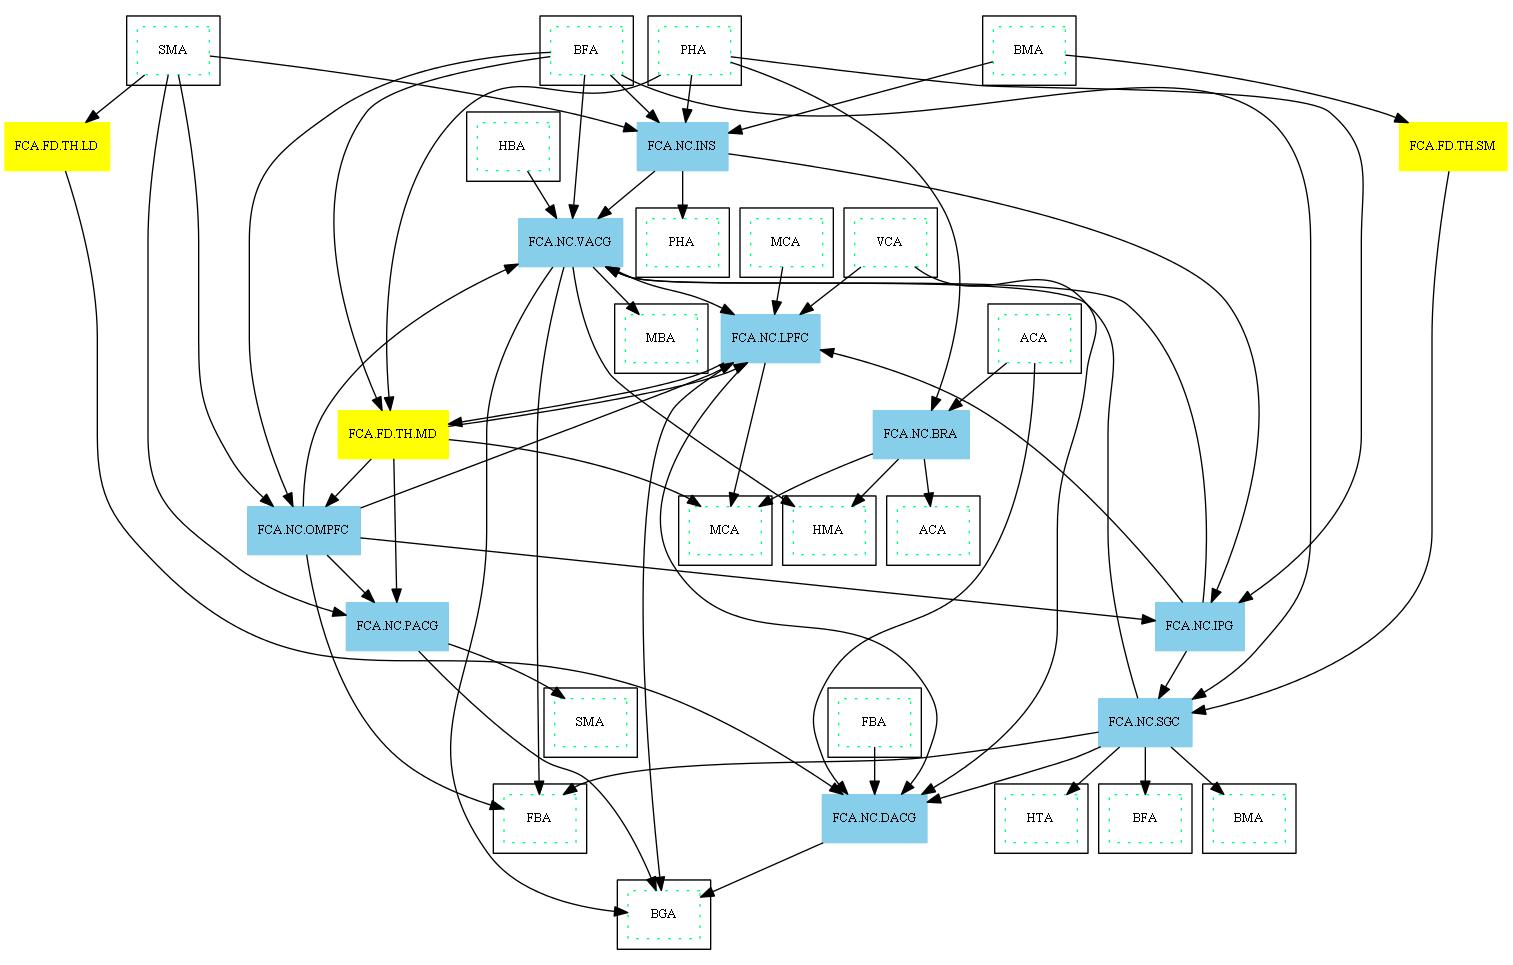 SMA
BFA
PHA
BMA
FCA.FD.TH.LD
HBA
FCA.NC.INS
FCA.FD.TH.SM
FCA.NC.VACG
PHA
MCA
VCA
MBA
FCA.NC.LPFC
ACA
FCA.FD.TH.MD
FCA.NC.BRA
FCA.NC.OMPFC
MCA
HMA
ACA
FCA.NC.PACG
FCA.NC.IPG
SMA
FBA
FCA.NC.SGC
FBA
FCA.NC.DACG
HTA
BFA
BMA
BGA